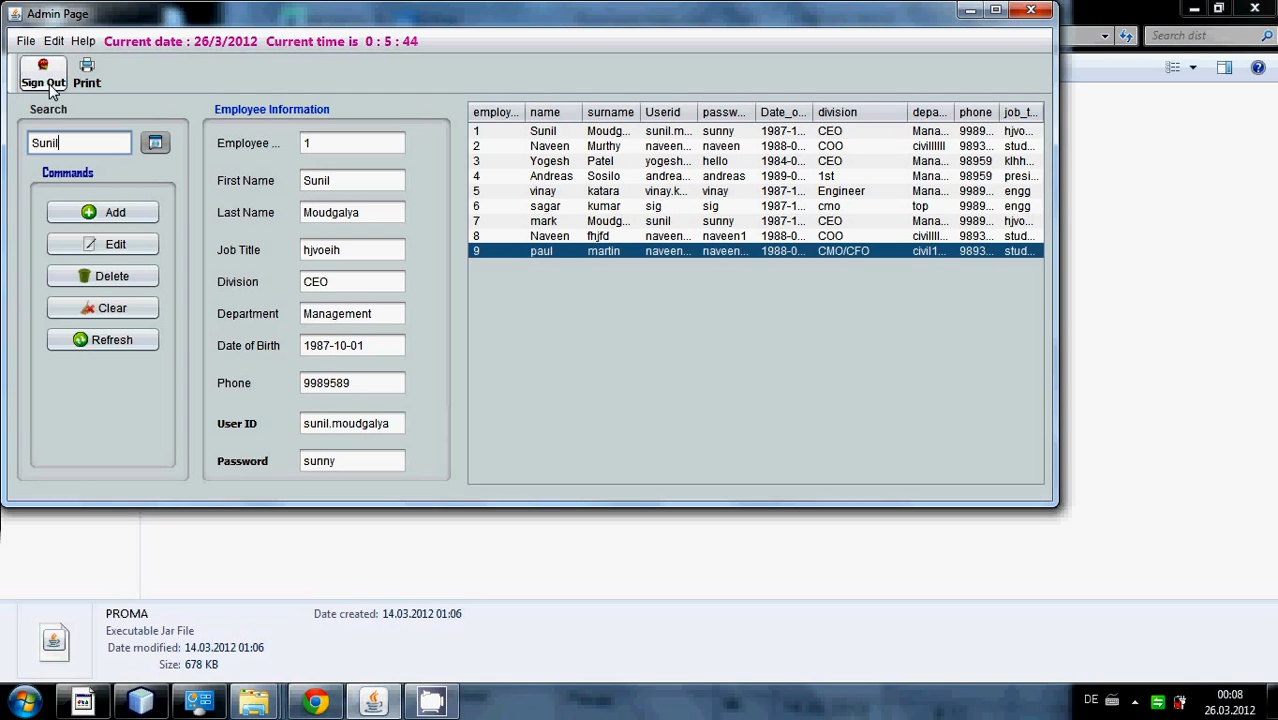 Admin Page
File Edit Help Current date : 26/3/2012 Current time is 0 : 5 : 44
Search dist
Sign Out Print
Search
Sunil
Commands
Add
Edit
Delete
Clear
Refresh
Employee Information
Employee ... 1
First Name Sunil
Last Name Moudgalya
Job Title hjvoeih
Division CEO
Department Management
Date of Birth 1987-10-01
Phone 9989589
User ID sunil.moudgalya
Password sunny
employ... name surname Userid passw... Date_o... division depa... phone job_t...
1 Sunil Moudg... sunil.m... sunny 1987-1... CEO Mana... 9989... hjvo...
2 Naveen Murthy naveen... naveen 1988-0... COO civillllll 9893... stud...
3 Yogesh Patel yogesh... hello 1984-0... CEO Mana... 98959 klhh...
4 Andreas Sosilo andrea... andreas 1989-0... 1st Mana... 98959 presi...
5 vinay katara vinay.k... vinay 1987-1... Engineer Mana... 9989... engg
6 sagar kumar sig sig 1987-1... cmo top 9989... engg
7 mark Moudg... sunil sunny 1987-1... CEO Mana... 9989... hjvo...
8 Naveen fhjfd naveen... naveen1 1988-0... COO civillll... 9893... stud...
9 paul martin naveen... naveen... 1988-0... CMO/CFO civil1... 9893... stud...
PROMA Date created: 14.03.2012 01:06
Executable Jar File
Date modified: 14.03.2012 01:06
Size: 678 KB
DE
00:08
26.03.2012